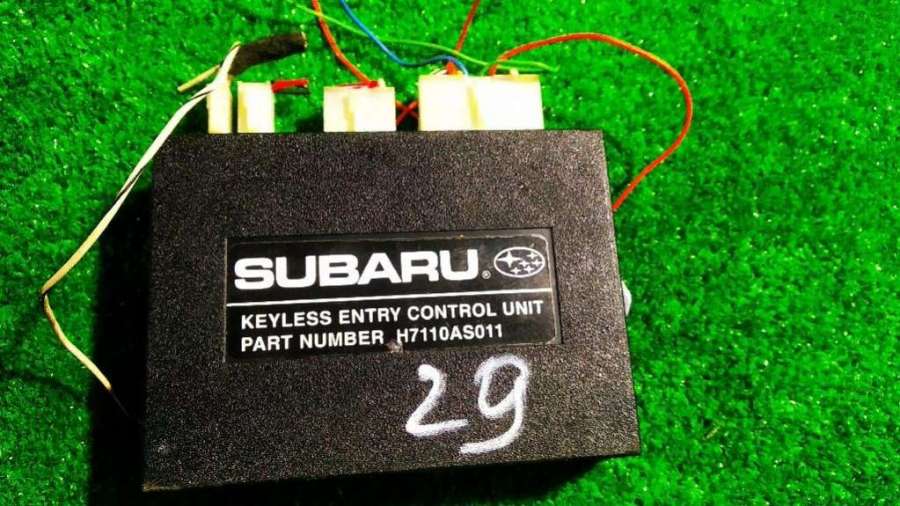 SUBARU®
KEYLESS ENTRY CONTROL UNIT
PART NUMBER H7110AS011
29